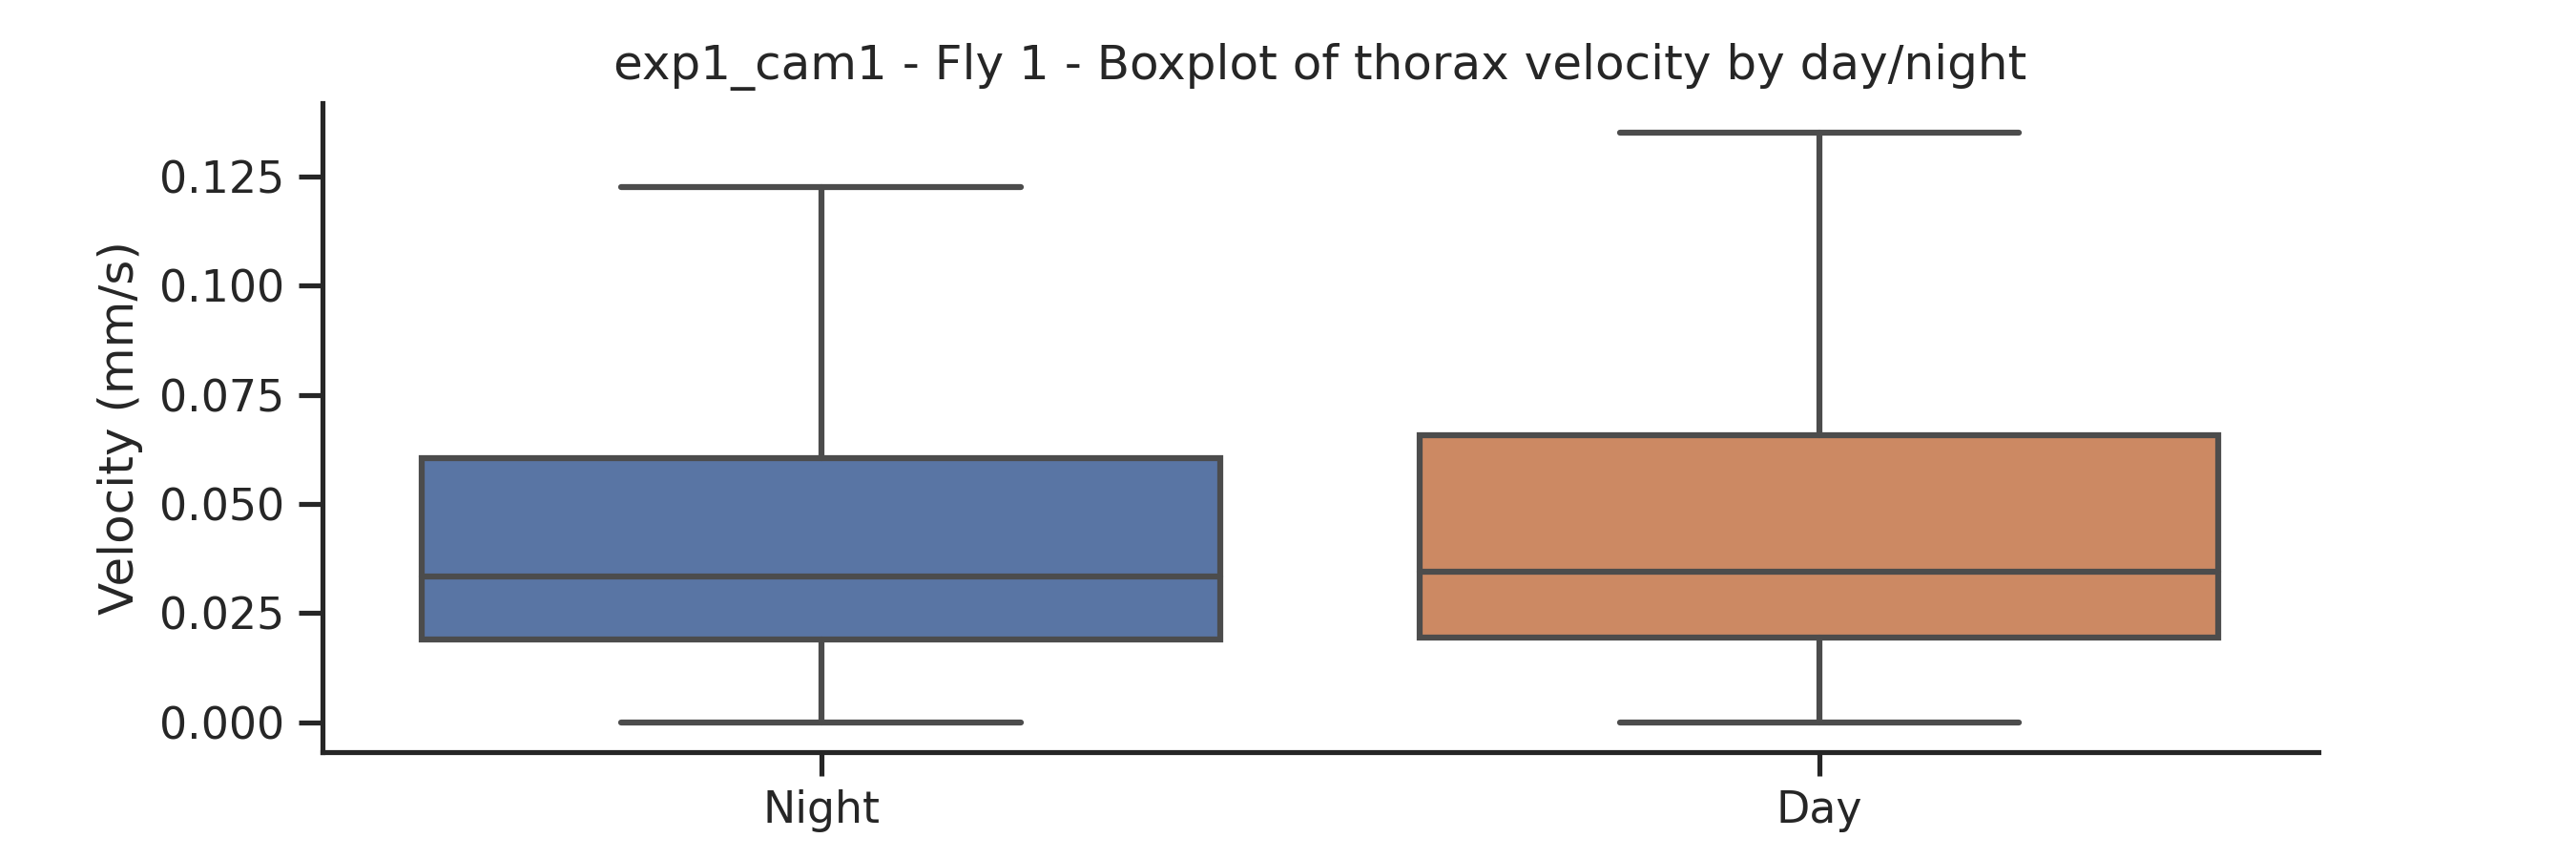 exp1_cam1 - Fly 1 - Boxplot of thorax velocity by day/night
Velocity (mm/s)
0.125
0.100
0.075
0.050
0.025
0.000
Night
Day